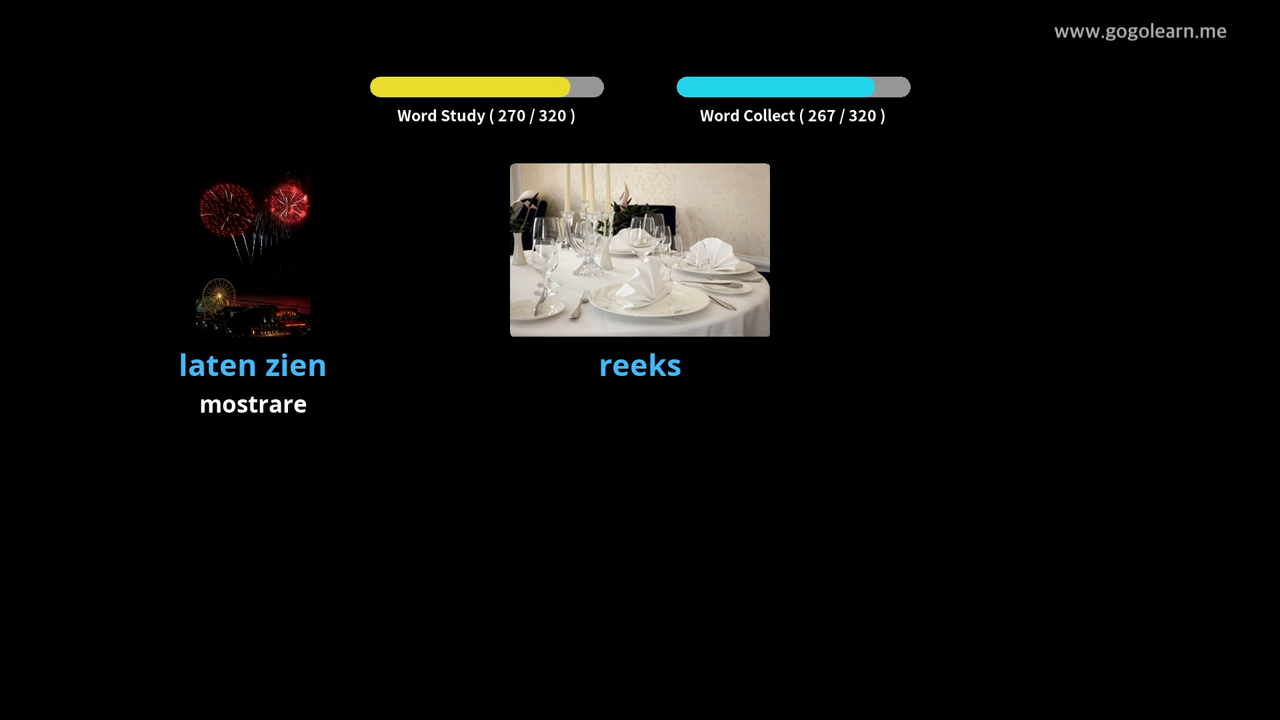 www.gogolearn.me
Word Study ( 270 / 320 )
Word Collect ( 267 / 320 )
laten zien
mostrare
reeks